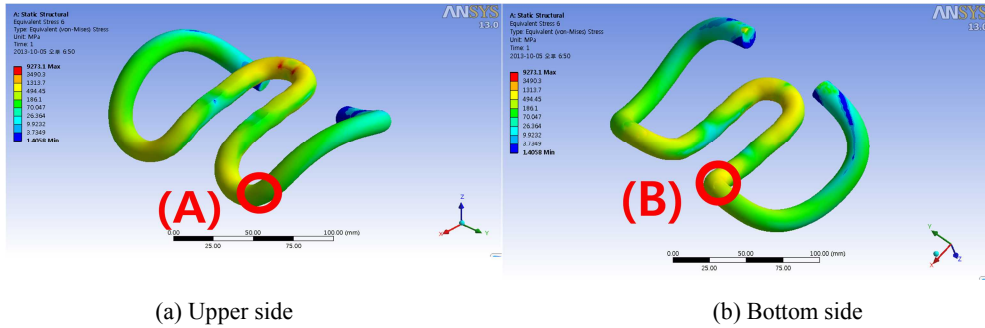 A: Static Structural
Equivalent Stress 6
Type: Equivalent (von-Mises) Stress
Unit: MPa
Time: 1
2013-10-05 오후 6:50
9273.1 Max
3490.3
1313.7
494.45
186.1
70.047
26.364
9.9232
3.7349
1.4058 Min
ANSYS
13.0
(A)
0.00
25.00
50.00
75.00
100.00 (mm)
Z
X
Y
(a) Upper side
A: Static Structural
Equivalent Stress 6
Type: Equivalent (von-Mises) Stress
Unit: MPa
Time: 1
2013-10-05 오후 6:50
9273.1 Max
3490.3
1313.7
494.45
186.1
70.047
26.364
9.9232
3.7349
1.4058 Min
ANSYS
13.0
(B)
0.00
25.00
50.00
75.00
100.00 (mm)
Y
X
Z
(b) Bottom side